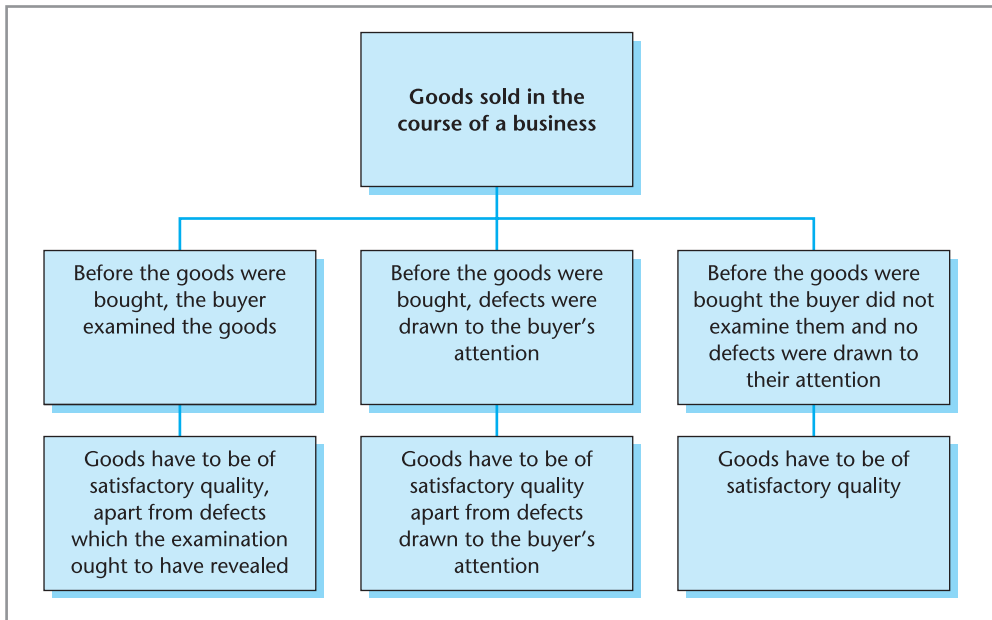 Goods sold in the
course of a business
Before the goods were
bought, the buyer
examined the goods
Before the goods were
bought, defects were
drawn to the buyer's
attention
Before the goods were
bought the buyer did not
examine them and no
defects were drawn to
their attention
Goods have to be of
satisfactory quality,
apart from defects
which the examination
ought to have revealed
Goods have to be of
satisfactory quality
apart from defects
drawn to the buyer's
attention
Goods have to be of
satisfactory quality